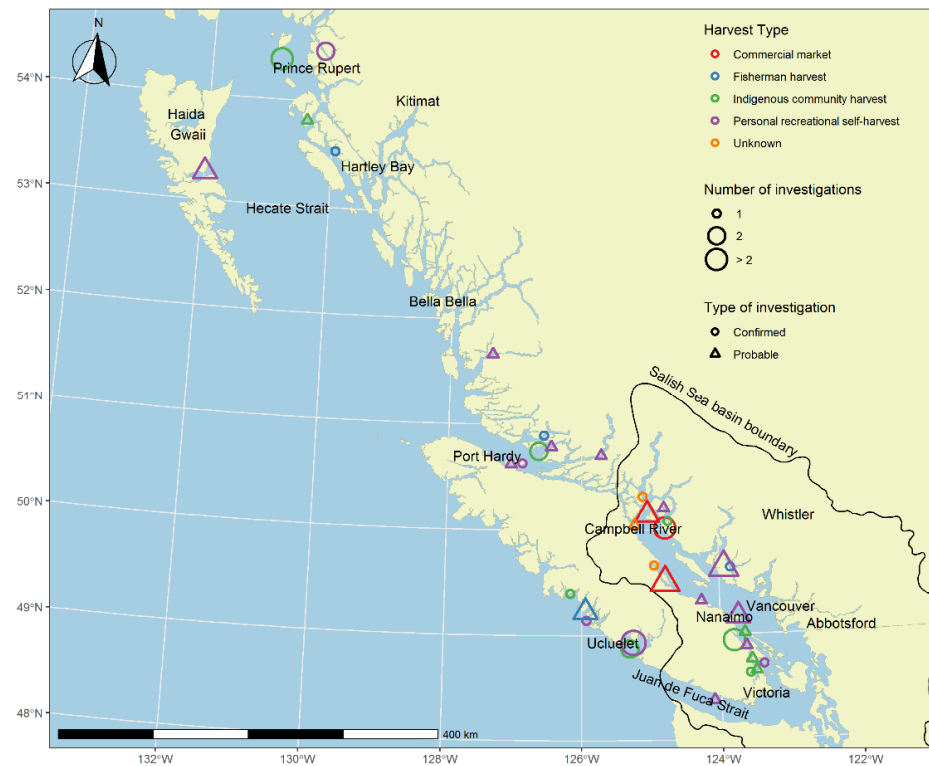 N
54°N
53°N
52°N
51°N
50°N
49°N
48°N
132°W
130°W
128°W
126°W
124°W
122°W
Prince Rupert
Kitimat
Haida
Gwaii
Hartley Bay
Hecate Strait
Bella Bella
Salish Sea basin boundary
Port Hardy
Whistler
Campbell River
Vancouver
Nanaimo
Abbotsford
Ucluelet
Juan de Fuca Strait
Victoria
400 km
Harvest Type
Commercial market
Fisherman harvest
Indigenous community harvest
Personal recreational self-harvest
Unknown
Number of investigations
1
2
> 2
Type of investigation
Confirmed
Probable